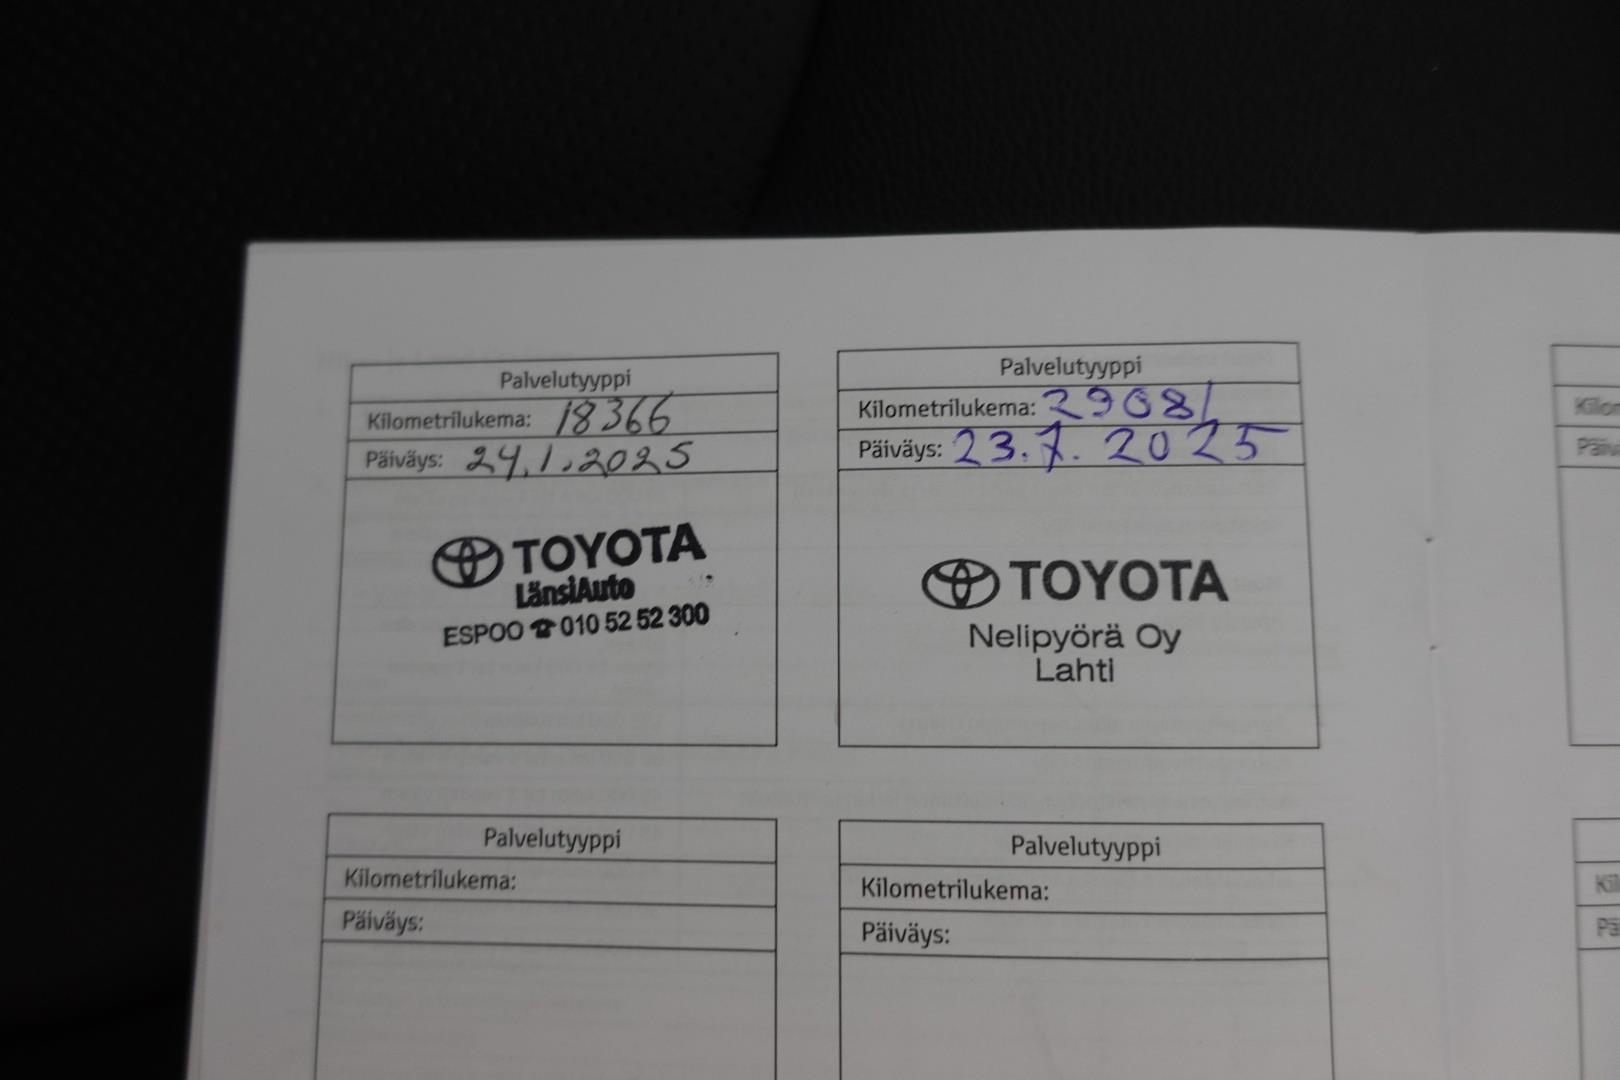 Palvelutyyppi
Kilometrilukema: 18366
Päiväys: 24.1.2025
TOYOTA
LänsiAuto
ESPOO ☎ 010 52 52 300
Palvelutyyppi
Kilometrilukema: 29081
Päiväys: 23.7.2025
TOYOTA
Nelipyörä Oy
Lahti
Palvelutyyppi
Kilometrilukema:
Päiväys:
Palvelutyyppi
Kilometrilukema:
Päiväys: